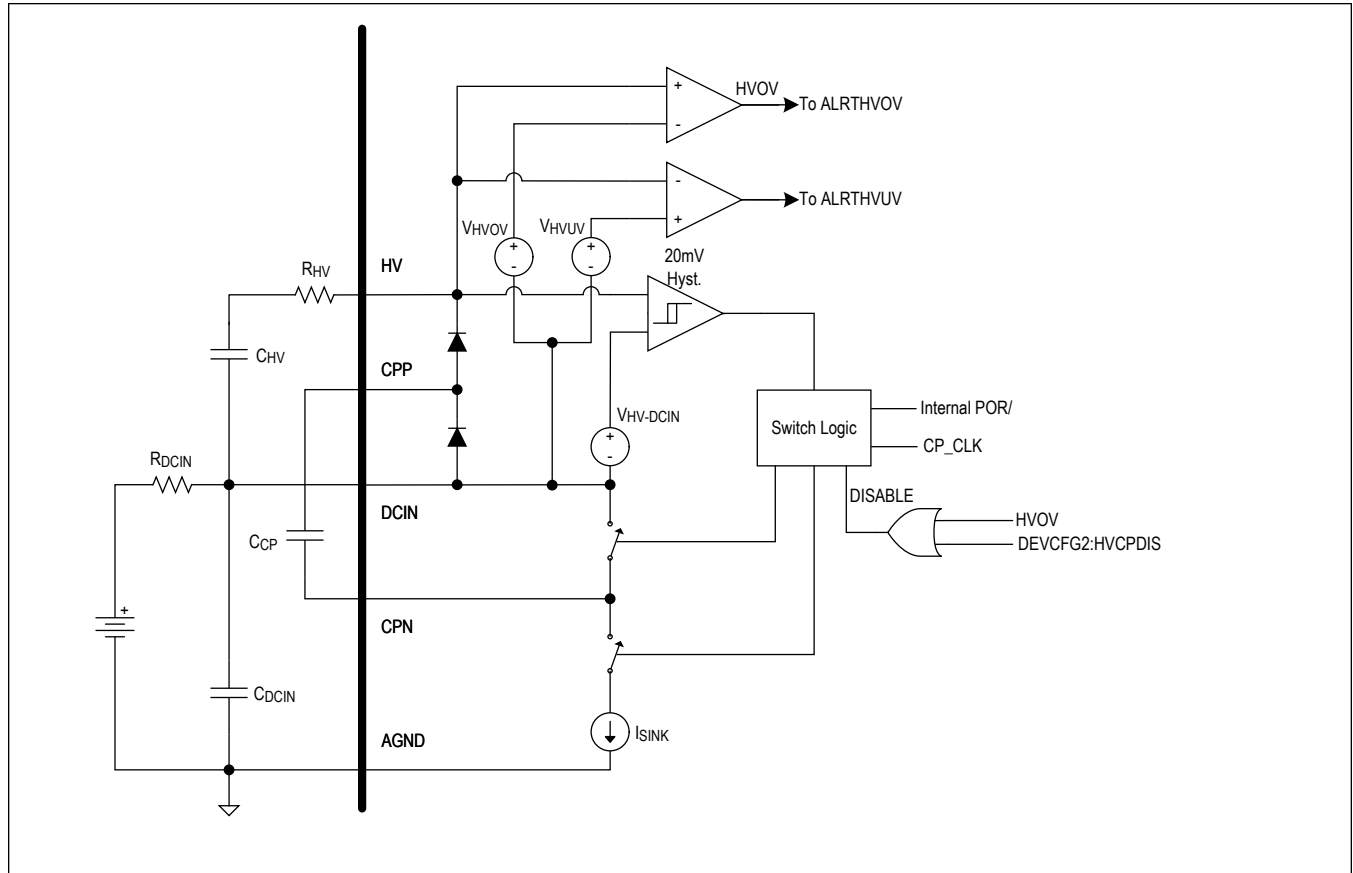 HVOV
To ALRTHVOV
+
-
-
To ALRTHUV
+
VHVOV
VHVUV
+
-
+
-
20mV
Hyst.
HV
RHV
CHV
CPP
VHV-DCIN
+
-
Switch Logic
Internal POR/
CP_CLK
RDCIN
DCIN
DISABLE
HVOV
DEVCFG2:HVCPDIS
CCP
+
CPN
CDCIN
ISINK
AGND